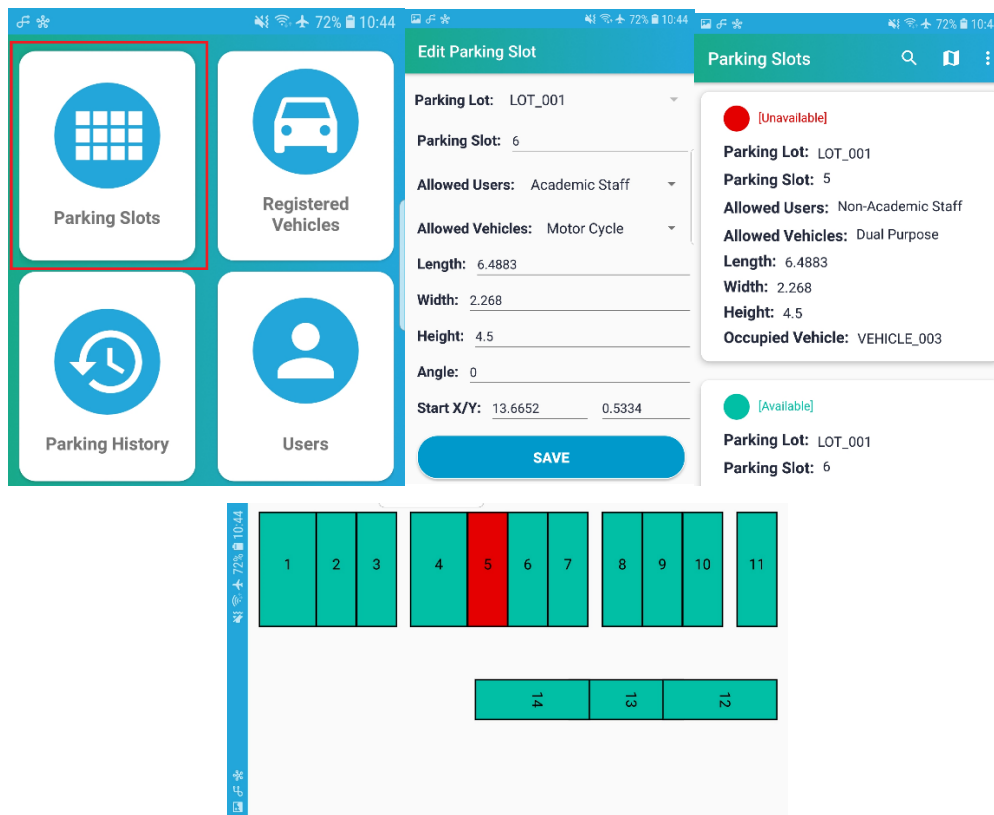 72% 10:44
Parking Slots
Registered
Vehicles
Parking History
Users
72% 10:44
Edit Parking Slot
Parking Lot: LOT_001
Parking Slot: 6
Allowed Users: Academic Staff
Allowed Vehicles: Motor Cycle
Length: 6.4883
Width: 2.268
Height: 4.5
Angle: 0
Start X/Y: 13.6652 0.5334
SAVE
72% 10:4
Parking Slots
[Unavailable]
Parking Lot: LOT_001
Parking Slot: 5
Allowed Users: Non-Academic Staff
Allowed Vehicles: Dual Purpose
Length: 6.4883
Width: 2.268
Height: 4.5
Occupied Vehicle: VEHICLE_003
[Available]
Parking Lot: LOT_001
Parking Slot: 6
72% 10:44
1 2 3 4 5 6 7 8 9 10 11
14 13 12